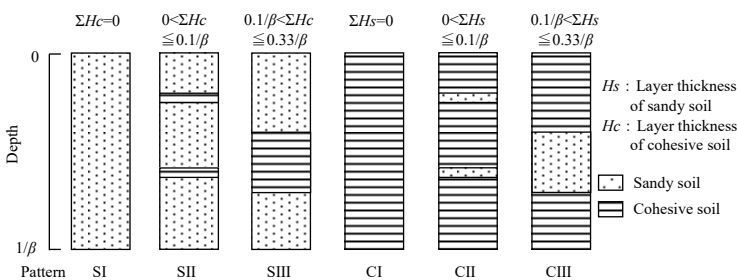 ΣHc=0
0<ΣHc
≦0.1/β
0.1/β<ΣHc
≦0.33/β
ΣHs=0
0<ΣHs
≦0.1/β
0.1/β<ΣHs
≦0.33/β
0
Depth
1/β
Hs : Layer thickness
of sandy soil
Hc : Layer thickness
of cohesive soil
Sandy soil
Cohesive soil
Pattern SI SII SIII CI CII CIII